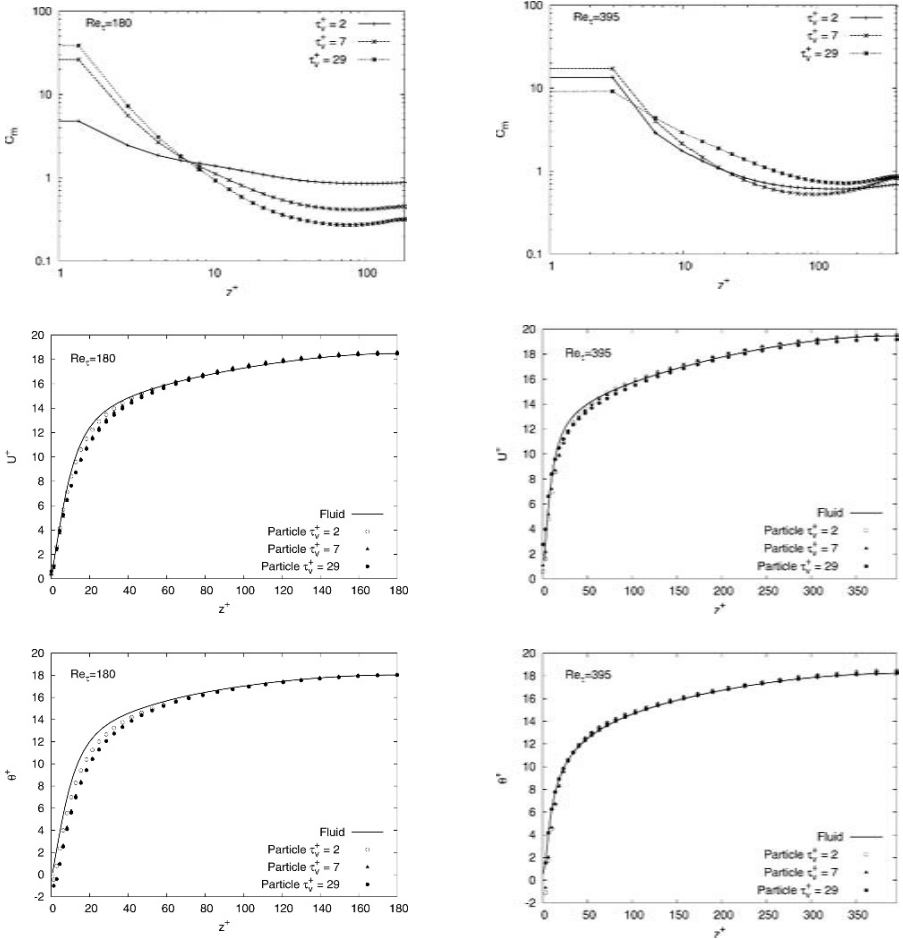 Re_τ=180
τ_v^+ = 2
τ_v^+ = 7
τ_v^+ = 29
100
10
1
0.1
C_m
1 10 100
z^+
Re_τ=395
τ_v^+ = 2
τ_v^+ = 7
τ_v^+ = 29
100
10
1
0.1
C_m
1 10 100
z^+
Re_τ=180
20
18
16
14
12
10
8
6
4
2
0
U^+
Fluid
Particle τ_v^+ = 2
Particle τ_v^+ = 7
Particle τ_v^+ = 29
0 20 40 60 80 100 120 140 160 180
z^+
Re_τ=395
20
18
16
14
12
10
8
6
4
2
0
U^+
Fluid
Particle τ_v^+ = 2
Particle τ_v^+ = 7
Particle τ_v^+ = 29
0 50 100 150 200 250 300 350
z^+
Re_τ=180
20
18
16
14
12
10
8
6
4
2
0
-2
θ^+
Fluid
Particle τ_v^+ = 2
Particle τ_v^+ = 7
Particle τ_v^+ = 29
0 20 40 60 80 100 120 140 160 180
z^+
Re_τ=395
20
18
16
14
12
10
8
6
4
2
0
-2
θ^+
Fluid
Particle τ_v^+ = 2
Particle τ_v^+ = 7
Particle τ_v^+ = 29
0 50 100 150 200 250 300 350
z^+